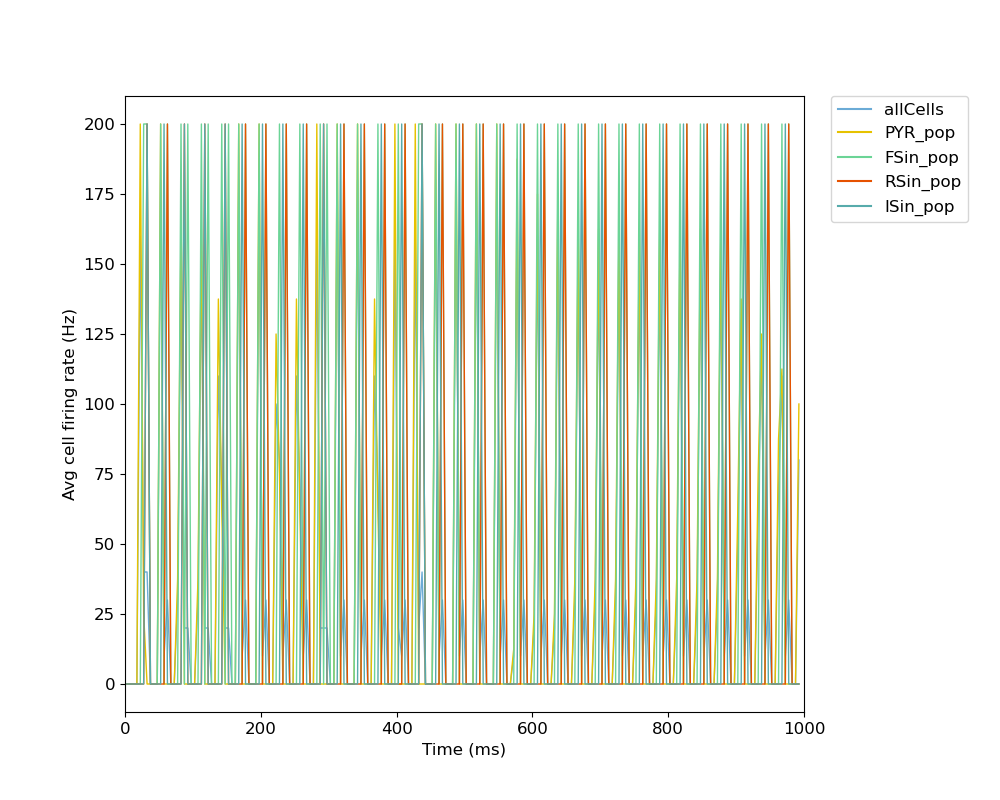 allCells
PYR_pop
FSin_pop
RSin_pop
ISin_pop
200
175
150
125
100
75
50
25
0
Avg cell firing rate (Hz)
0 200 400 600 800 1000
Time (ms)